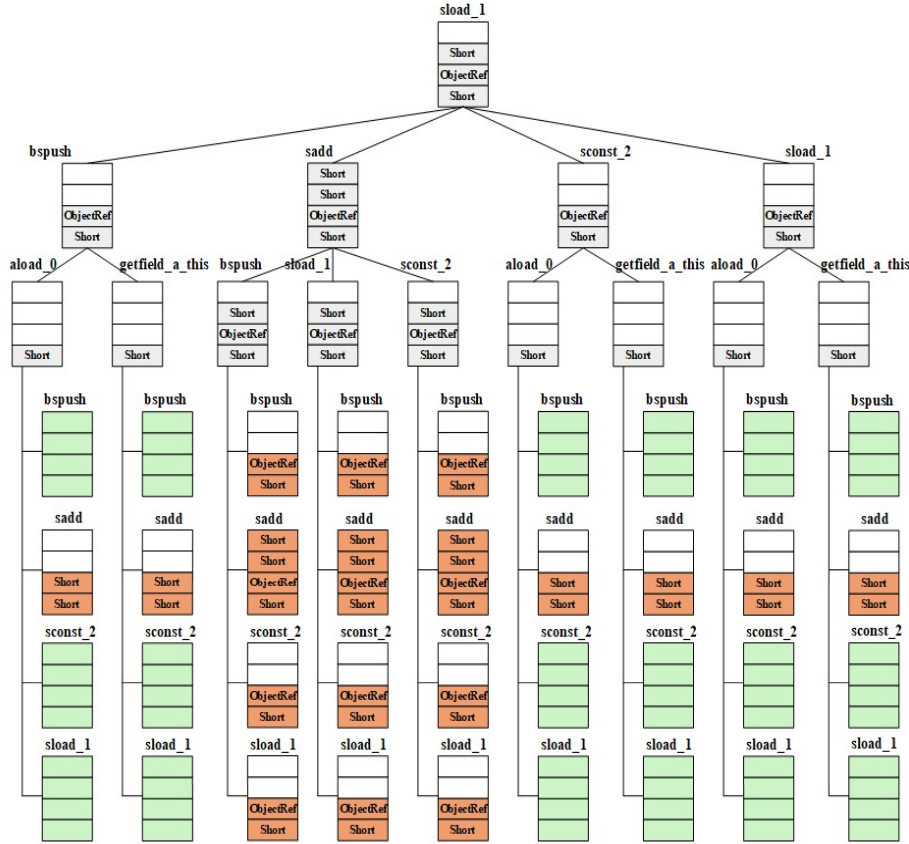 sload_1
Short
ObjectRef
Short
bspush sadd sconst_2 sload_1
Short
Short
ObjectRef ObjectRef ObjectRef ObjectRef
Short Short Short Short
aload_0 getfield_a_this bspush sload_1 sconst_2 aload_0 getfield_a_this aload_0 getfield_a_this
Short Short Short
ObjectRef ObjectRef ObjectRef
Short Short Short Short Short Short Short Short Short
bspush bspush bspush bspush bspush bspush bspush bspush bspush
ObjectRef ObjectRef ObjectRef
Short Short Short
sadd sadd sadd sadd sadd sadd sadd sadd sadd
Short Short Short
Short Short Short
Short Short ObjectRef ObjectRef ObjectRef Short Short Short Short
Short Short Short Short Short Short Short Short Short
sconst_2 sconst_2 sconst_2 sconst_2 sconst_2 sconst_2 sconst_2 sconst_2 sconst_2
ObjectRef ObjectRef ObjectRef
Short Short Short
sload_1 sload_1 sload_1 sload_1 sload_1 sload_1 sload_1 sload_1 sload_1
ObjectRef ObjectRef ObjectRef
Short Short Short